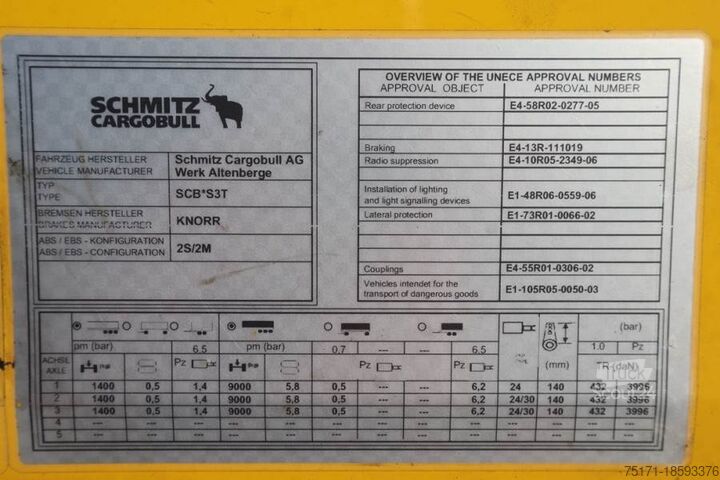 SCHMITZ
CARGOBULL
FAHRZEUG HERSTELLER
VEHICLE MANUFACTURER
Schmitz Cargobull AG
Werk Altenberge
TYP
TYPE
SCB*S3T
BREMSEN HERSTELLER
BRAKES MANUFACTURER
KNORR
ABS / EBS - KONFIGURATION
ABS / EBS - CONFIGURATION
2S/2M
OVERVIEW OF THE UNECE APPROVAL NUMBERS
APPROVAL OBJECT APPROVAL NUMBER
Rear protection device E4-58R02-0277-05
Braking E4-13R-111019
Radio suppression E4-10R05-2349-06
Installation of lighting
and light signalling devices E1-48R06-0559-06
Lateral protection E1-73R01-0066-02
Couplings E4-55R01-0306-02
Vehicles intendet for the
transport of dangerous goods E1-105R05-0050-03
(bar)
pm (bar) 6.5 pm (bar) 0.7 --- --- 6.5 1.0 Pz
ACHSE
AXLE Pz Pz Pz (mm) TR (daN)
1 1400 0,5 1,4 9000 5,8 0,5 --- --- 6,2 24 140 432 3996
2 1400 0,5 1,4 9000 5,8 0,5 --- --- 6,2 24/30 140 432 3996
3 1400 0,5 1,4 9000 5,8 0,5 --- --- 6,2 24/30 140 432 3996
4 --- --- --- --- --- --- --- --- --- --- --- --- ---
5 --- --- --- --- --- --- --- --- --- --- --- --- ---
75171-18593376